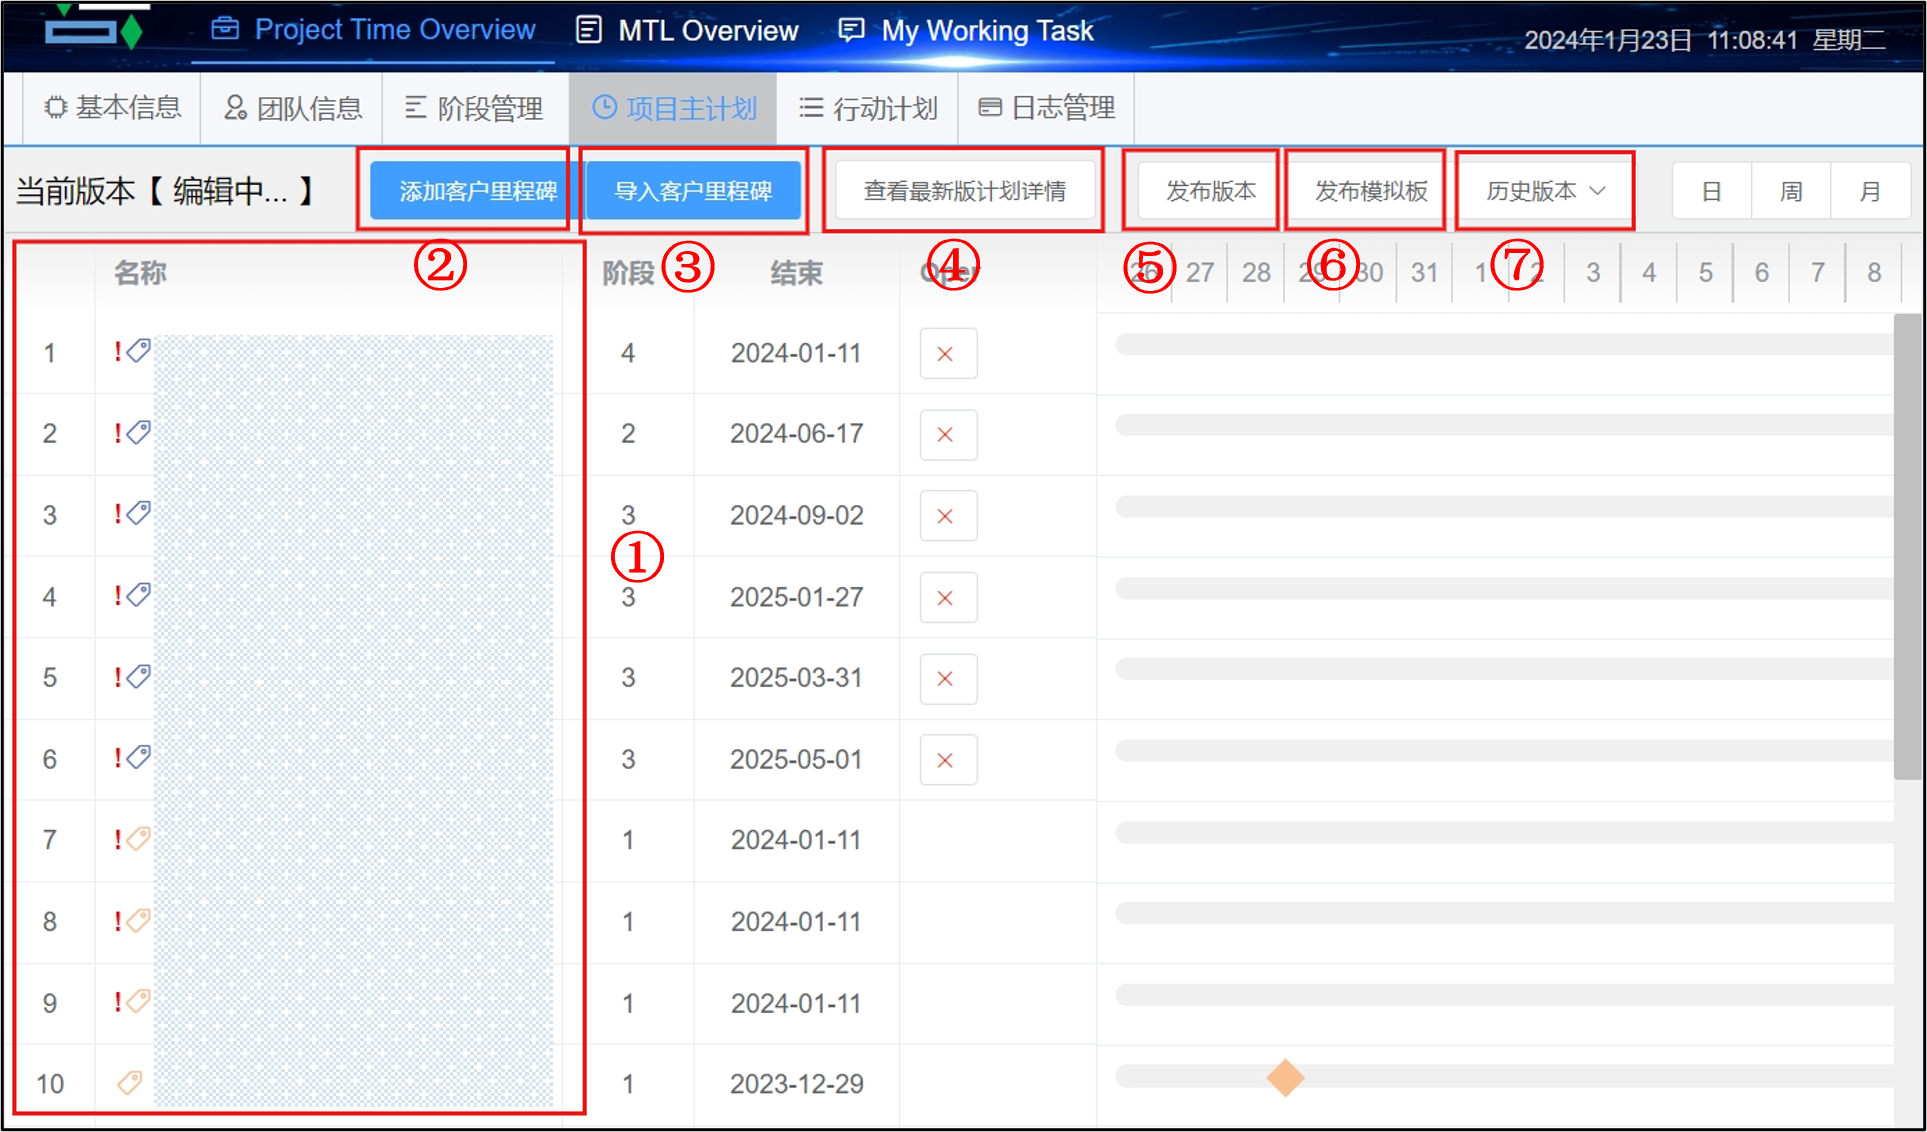 Project Time Overview MTL Overview My Working Task 2024年1月23日 11:08:41 星期二
基本信息 团队信息 阶段管理 项目主计划 行动计划 日志管理
当前版本【 编辑中... 】 添加客户里程碑 导入客户里程碑 查看最新版计划详情 发布版本 发布模拟板 历史版本 日 周 月
② ③ ④ ⑤ ⑥ ⑦
名称 阶段 结束 Oper 26 27 28 29 30 31 1 2 3 4 5 6 7 8
1 ! 4 2024-01-11
2 ! 2 2024-06-17
3 ! 3 2024-09-02
①
4 ! 3 2025-01-27
5 ! 3 2025-03-31
6 ! 3 2025-05-01
7 ! 1 2024-01-11
8 ! 1 2024-01-11
9 ! 1 2024-01-11
10 1 2023-12-29